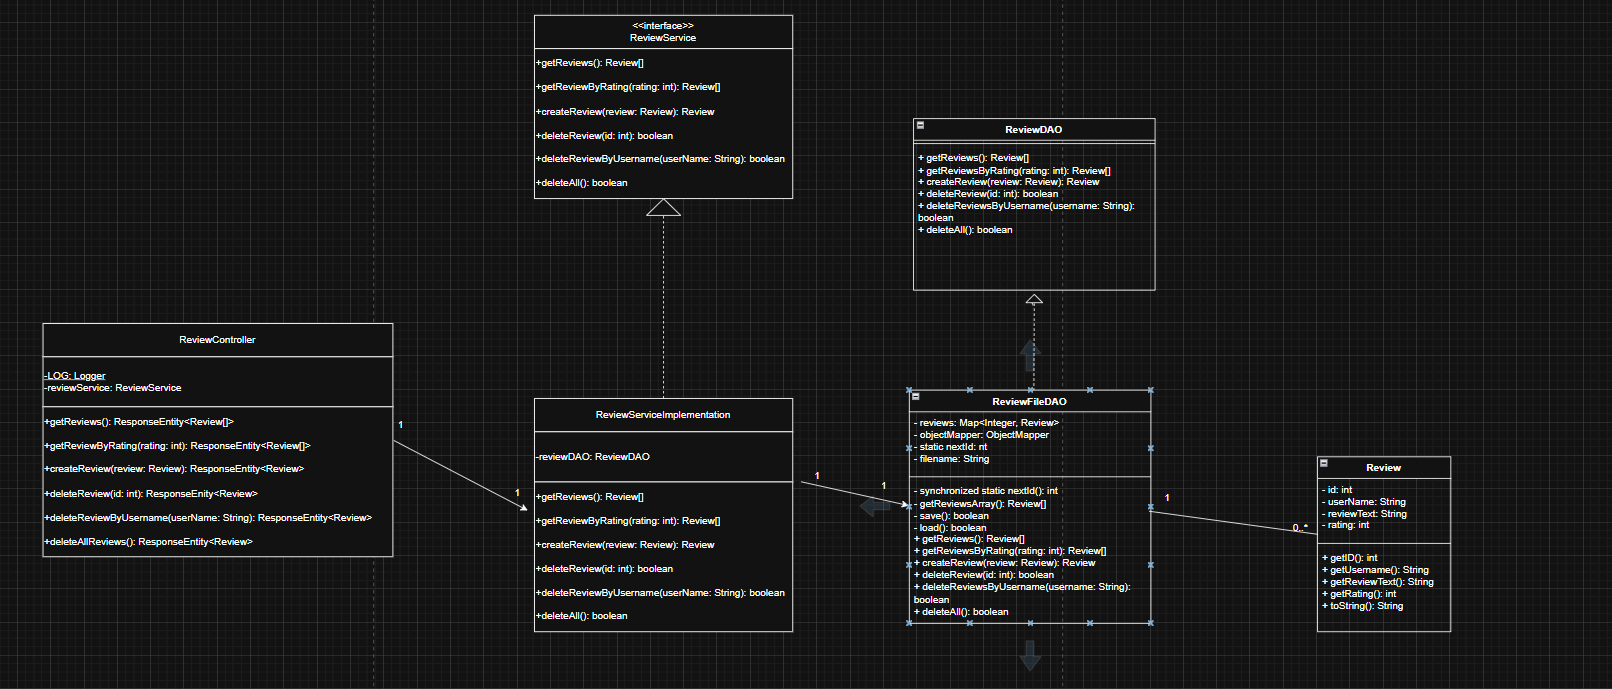 <<interface>>
ReviewService
+getReviews(): Review[]
+getReviewByRating(rating: int): Review[]
+createReview(review: Review): Review
+deleteReview(id: int): boolean
+deleteReviewByUsername(userName: String): boolean
+deleteAll(): boolean
ReviewDAO
+ getReviews(): Review[]
+ getReviewsByRating(rating: int): Review[]
+ createReview(review: Review): Review
+ deleteReview(id: int): boolean
+ deleteReviewsByUsername(username: String):
boolean
+ deleteAll(): boolean
ReviewController
-LOG: Logger
-reviewService: ReviewService
+getReviews(): ResponseEntity<Review[]>
+getReviewByRating(rating: int): ResponseEntity<Review[]>
+createReview(review: Review): ResponseEntity<Review>
+deleteReview(id: int): ResponseEnity<Review>
+deleteReviewByUsername(userName: String): ResponseEntity<Review>
+deleteAllReviews(): ResponseEntity<Review>
1
1
ReviewServiceImplementation
-reviewDAO: ReviewDAO
+getReviews(): Review[]
+getReviewByRating(rating: int): Review[]
+createReview(review: Review): Review
+deleteReview(id: int): boolean
+deleteReviewByUsername(userName: String): boolean
+deleteAll(): boolean
1
1
ReviewFileDAO
- reviews: Map<Integer, Review>
- objectMapper: ObjectMapper
- static nextId: nt
- filename: String
- synchronized static nextId(): int
- getReviewsArray(): Review[]
- save(): boolean
- load(): boolean
+ getReviews(): Review[]
+ getReviewsByRating(rating: int): Review[]
+ createReview(review: Review): Review
+ deleteReview(id: int): boolean
+ deleteReviewsByUsername(username: String):
boolean
+ deleteAll(): boolean
1
0..*
Review
- id: int
- userName: String
- reviewText: String
- rating: int
+ getID(): int
+ getUsername(): String
+ getReviewText(): String
+ getRating(): int
+ toString(): String